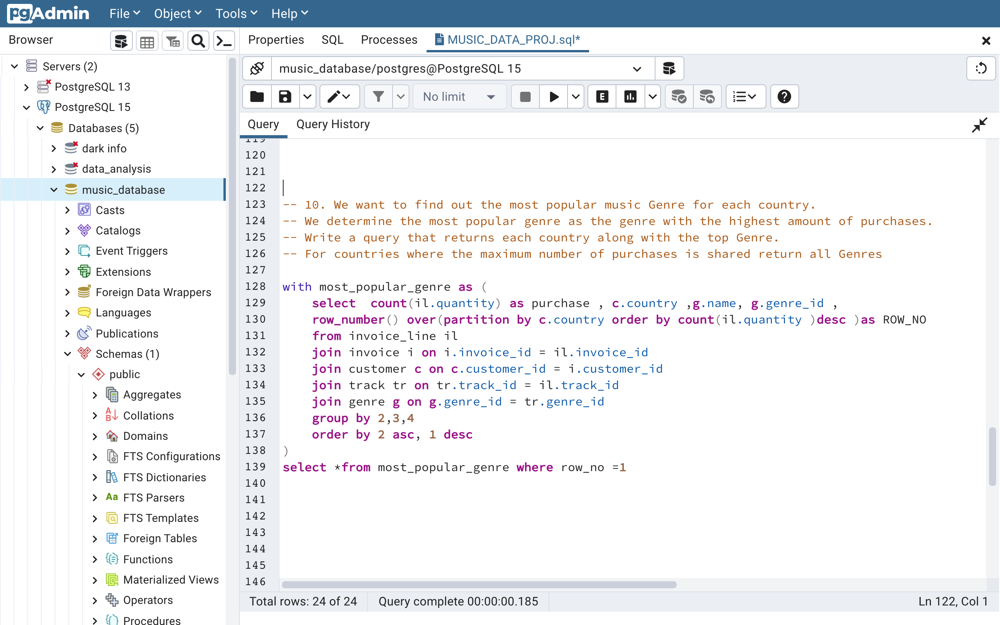 pgAdmin File Object Tools Help
Browser
Properties SQL Processes MUSIC_DATA_PROJ.sql*
Servers (2)
PostgreSQL 13
PostgreSQL 15
Databases (5)
dark info
data_analysis
music_database
Casts
Catalogs
Event Triggers
Extensions
Foreign Data Wrappers
Languages
Publications
Schemas (1)
public
Aggregates
Collations
Domains
FTS Configurations
FTS Dictionaries
Aa FTS Parsers
FTS Templates
Foreign Tables
Functions
Materialized Views
Operators
Procedures
music_database/postgres@PostgreSQL 15
No limit
E
Query Query History
119
120
121
122
123 -- 10. We want to find out the most popular music Genre for each country.
124 -- We determine the most popular genre as the genre with the highest amount of purchases.
125 -- Write a query that returns each country along with the top Genre.
126 -- For countries where the maximum number of purchases is shared return all Genres
127
128 with most_popular_genre as (
129 select  count(il.quantity) as purchase , c.country ,g.name, g.genre_id ,
130 row_number() over(partition by c.country order by count(il.quantity )desc )as ROW_NO
131 from invoice_line il
132 join invoice i on i.invoice_id = il.invoice_id
133 join customer c on c.customer_id = i.customer_id
134 join track tr on tr.track_id = il.track_id
135 join genre g on g.genre_id = tr.genre_id
136 group by 2,3,4
137 order by 2 asc, 1 desc
138 )
139 select *from most_popular_genre where row_no =1
140
141
142
143
144
145
146
Total rows: 24 of 24 Query complete 00:00:00.185 Ln 122, Col 1